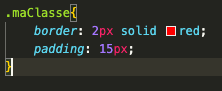 .maClasse{
border: 2px solid red;
padding: 15px;
}